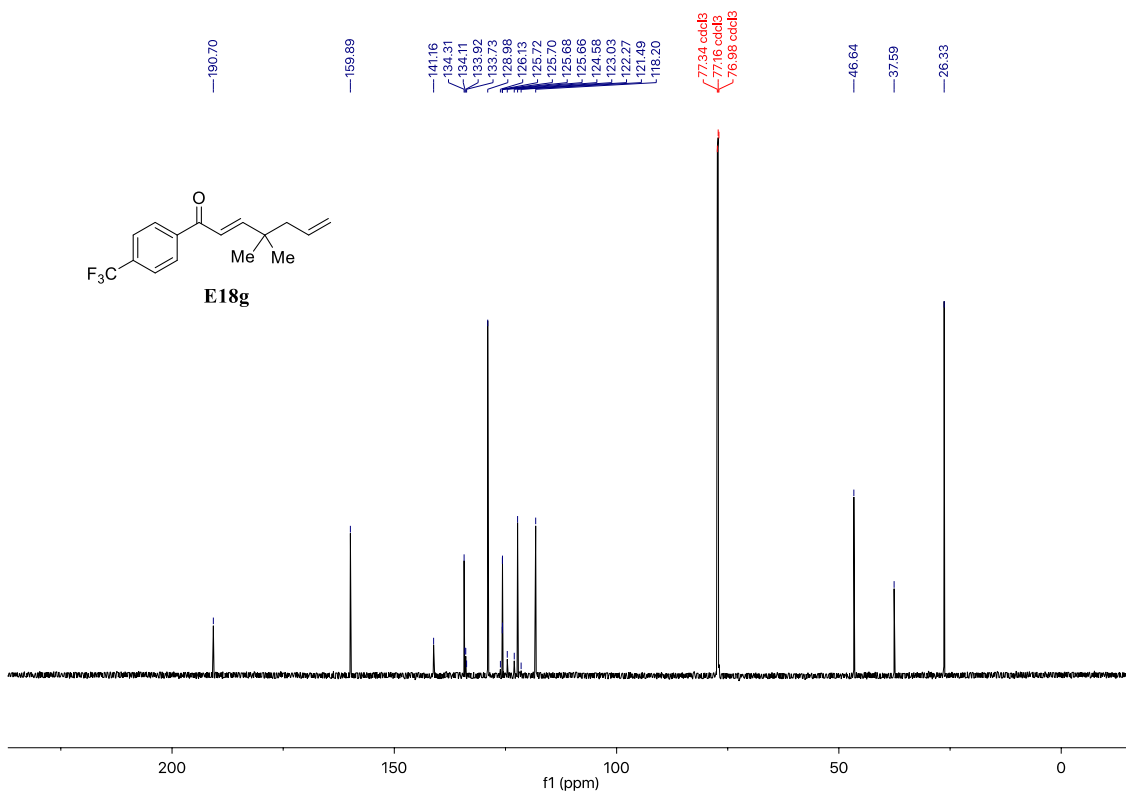 190.70
159.89
141.16
134.31
134.11
133.92
133.73
128.98
126.13
125.72
125.70
125.68
125.66
124.58
123.03
122.27
121.49
118.20
77.34 cdcl3
77.16 cdcl3
76.98 cdcl3
46.64
37.59
26.33
O
Me Me
F3C
E18g
200 150 100 50 0
f1 (ppm)